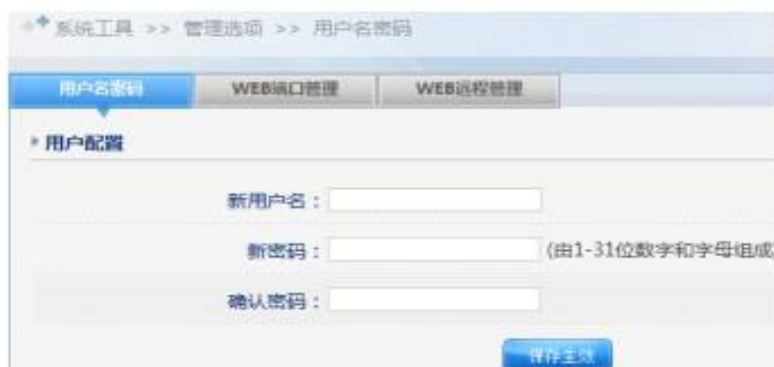 系统工具 >> 管理选项 >> 用户名密码
用户名密码 WEB端口管理 WEB远程管理
用户配置
新用户名：
新密码： (由1-31位数字和字母组成
确认密码：
保存生效